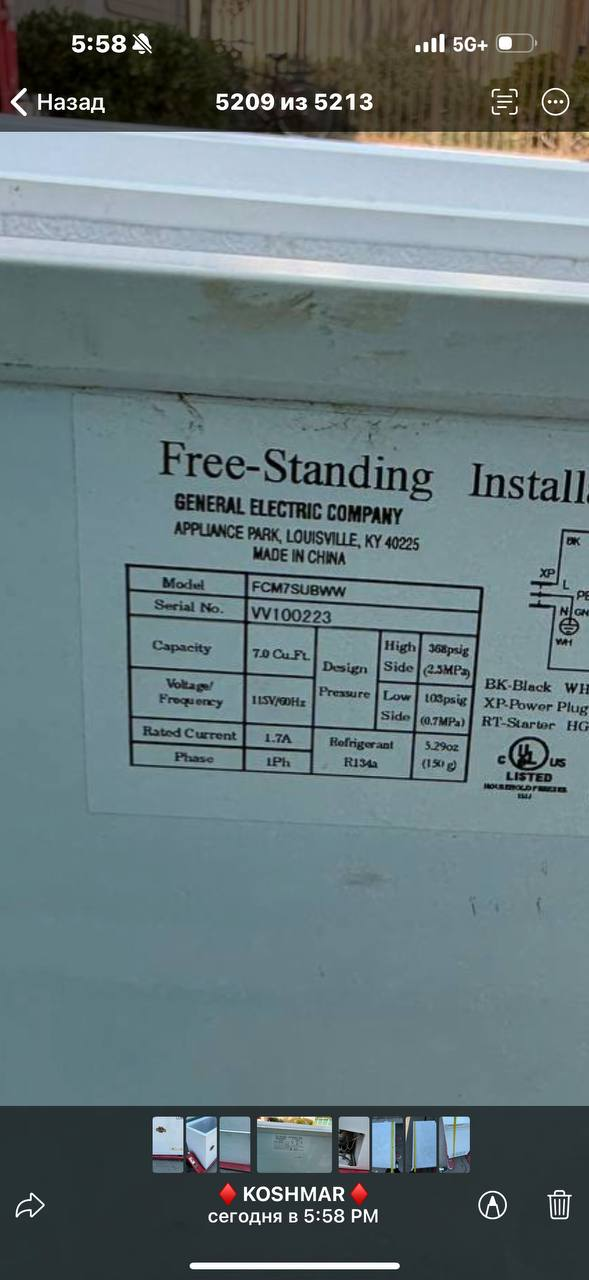 5:58
5G+
Назад
5209 из 5213
Free-Standing Install
GENERAL ELECTRIC COMPANY
APPLIANCE PARK, LOUISVILLE, KY 40225
MADE IN CHINA
Model FCM7SUBWW
Serial No. VV100223
Capacity 7.0 Cu.Ft.
Design Pressure
High Side 368psig (2.5MPa)
Voltage/Frequency 115V/60Hz
Low Side 103psig (0.7MPa)
Rated Current 1.7A
Refrigerant R134a
5.29oz (150 g)
Phase 1Ph
BK
XP
L
N
WH
BK-Black WH
XP-Power Plug
RT-Starter HG
C UL US
LISTED
HOUSEHOLD FREEZER
♦️ KOSHMAR ♦️
сегодня в 5:58 PM